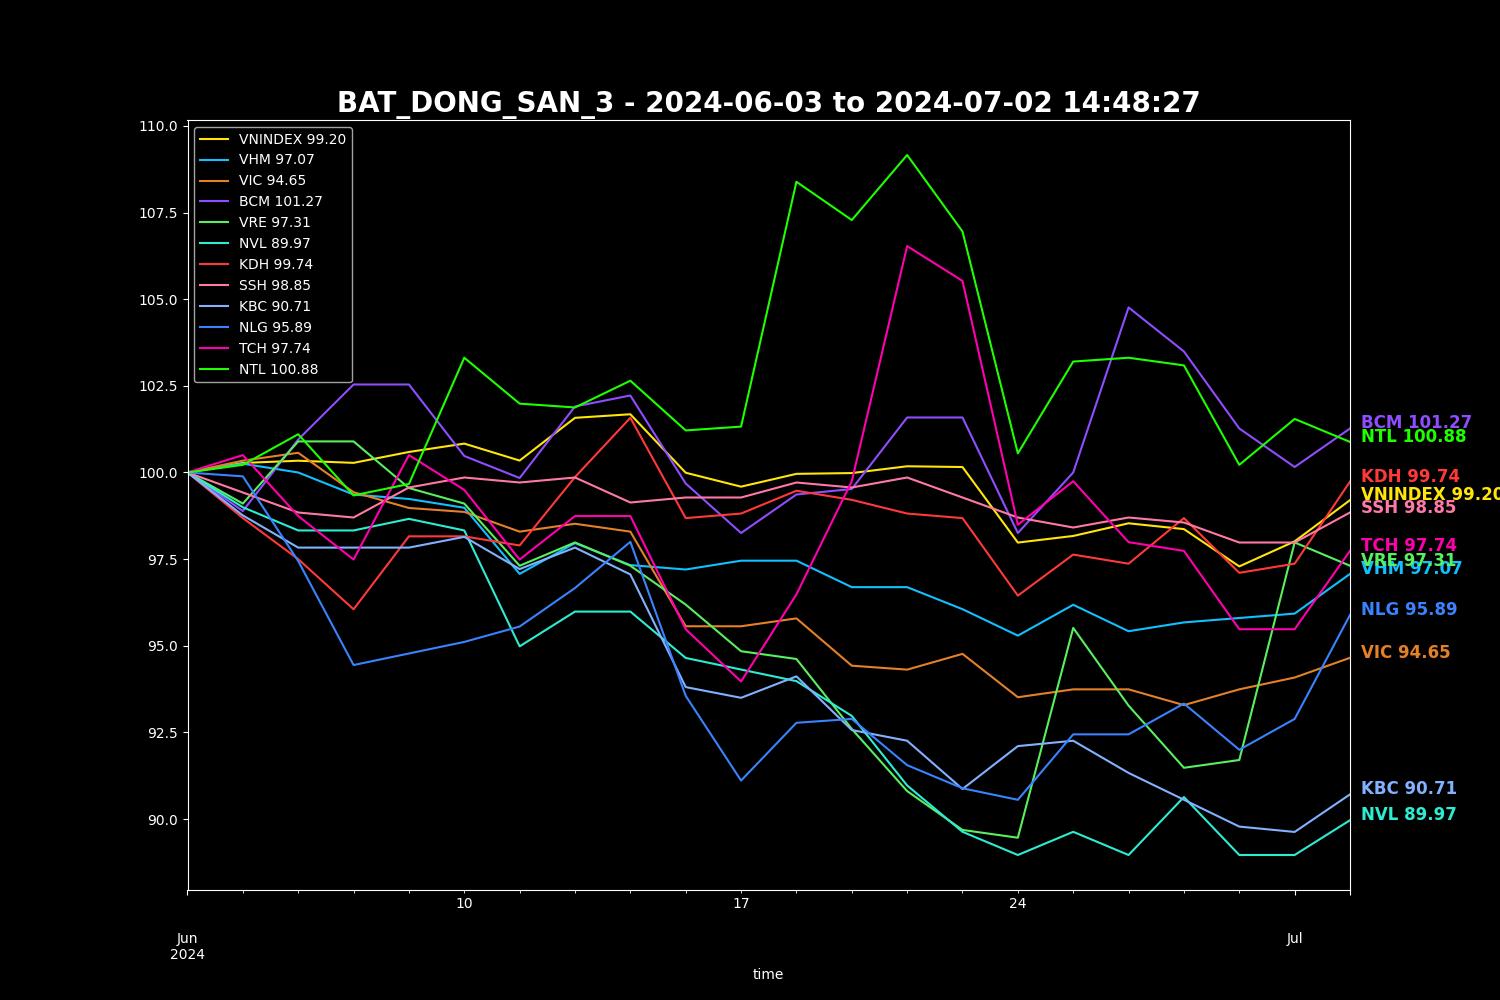 BAT_DONG_SAN_3 - 2024-06-03 to 2024-07-02 14:48:27
110.0
107.5
105.0
102.5
100.0
97.5
95.0
92.5
90.0
VNINDEX 99.20
VHM 97.07
VIC 94.65
BCM 101.27
VRE 97.31
NVL 89.97
KDH 99.74
SSH 98.85
KBC 90.71
NLG 95.89
TCH 97.74
NTL 100.88
BCM 101.27
NTL 100.88
KDH 99.74
VNINDEX 99.20
SSH 98.85
TCH 97.74
VRE 97.31
VHM 97.07
NLG 95.89
VIC 94.65
KBC 90.71
NVL 89.97
10 17 24
Jun Jul
2024
time